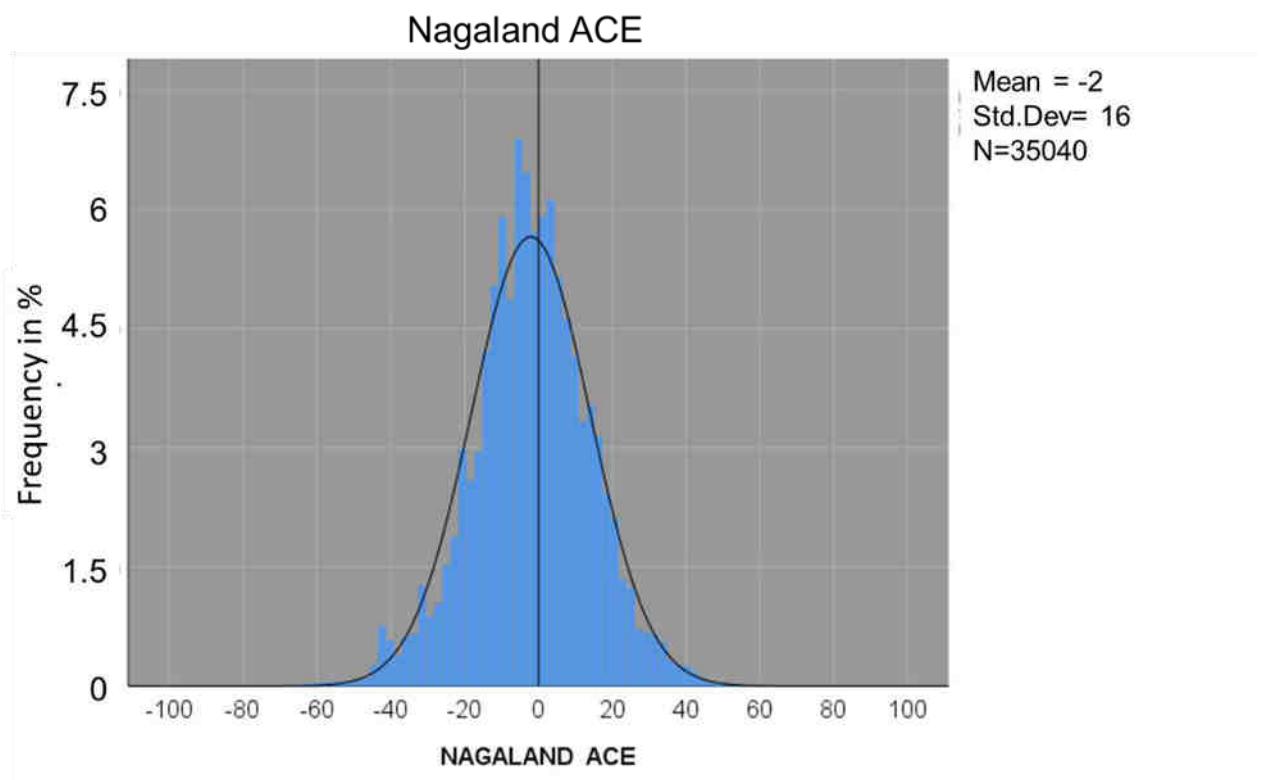 Nagaland ACE
Mean = -2
Std.Dev= 16
N=35040
7.5
6
4.5
3
1.5
0
Frequency in %
-100 -80 -60 -40 -20 0 20 40 60 80 100
NAGALAND ACE